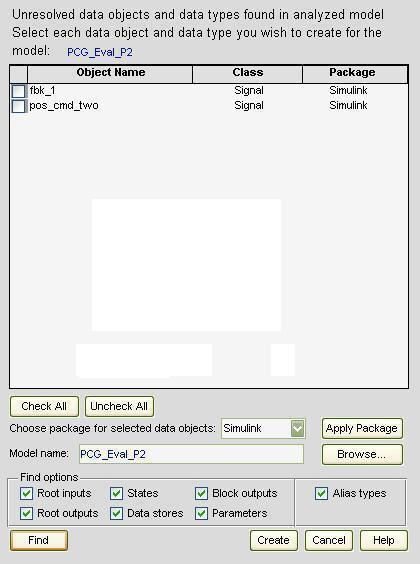 Unresolved data objects and data types found in analyzed model
Select each data object and data type you wish to create for the
model: PCG_Eval_P2
Object Name Class Package
fbk_1 Signal Simulink
pos_cmd_two Signal Simulink
Check All Uncheck All
Choose package for selected data objects: Simulink Apply Package
Model name: PCG_Eval_P2 Browse...
Find options
Root inputs States Block outputs Alias types
Root outputs Data stores Parameters
Find Create Cancel Help